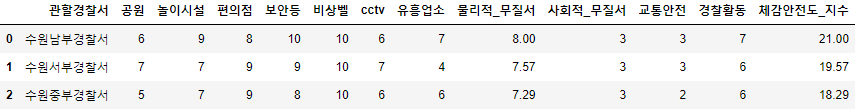 관할경찰서 공원 놀이시설 편의점 보안등 비상벨 cctv 유흥업소 물리적_무질서 사회적_무질서 교통안전 경찰활동 체감안전도_지수
0 수원남부경찰서 6 9 8 10 10 6 7 8.00 3 3 7 21.00
1 수원서부경찰서 7 7 9 9 10 7 4 7.57 3 3 6 19.57
2 수원중부경찰서 5 7 9 8 10 6 6 7.29 3 2 6 18.29